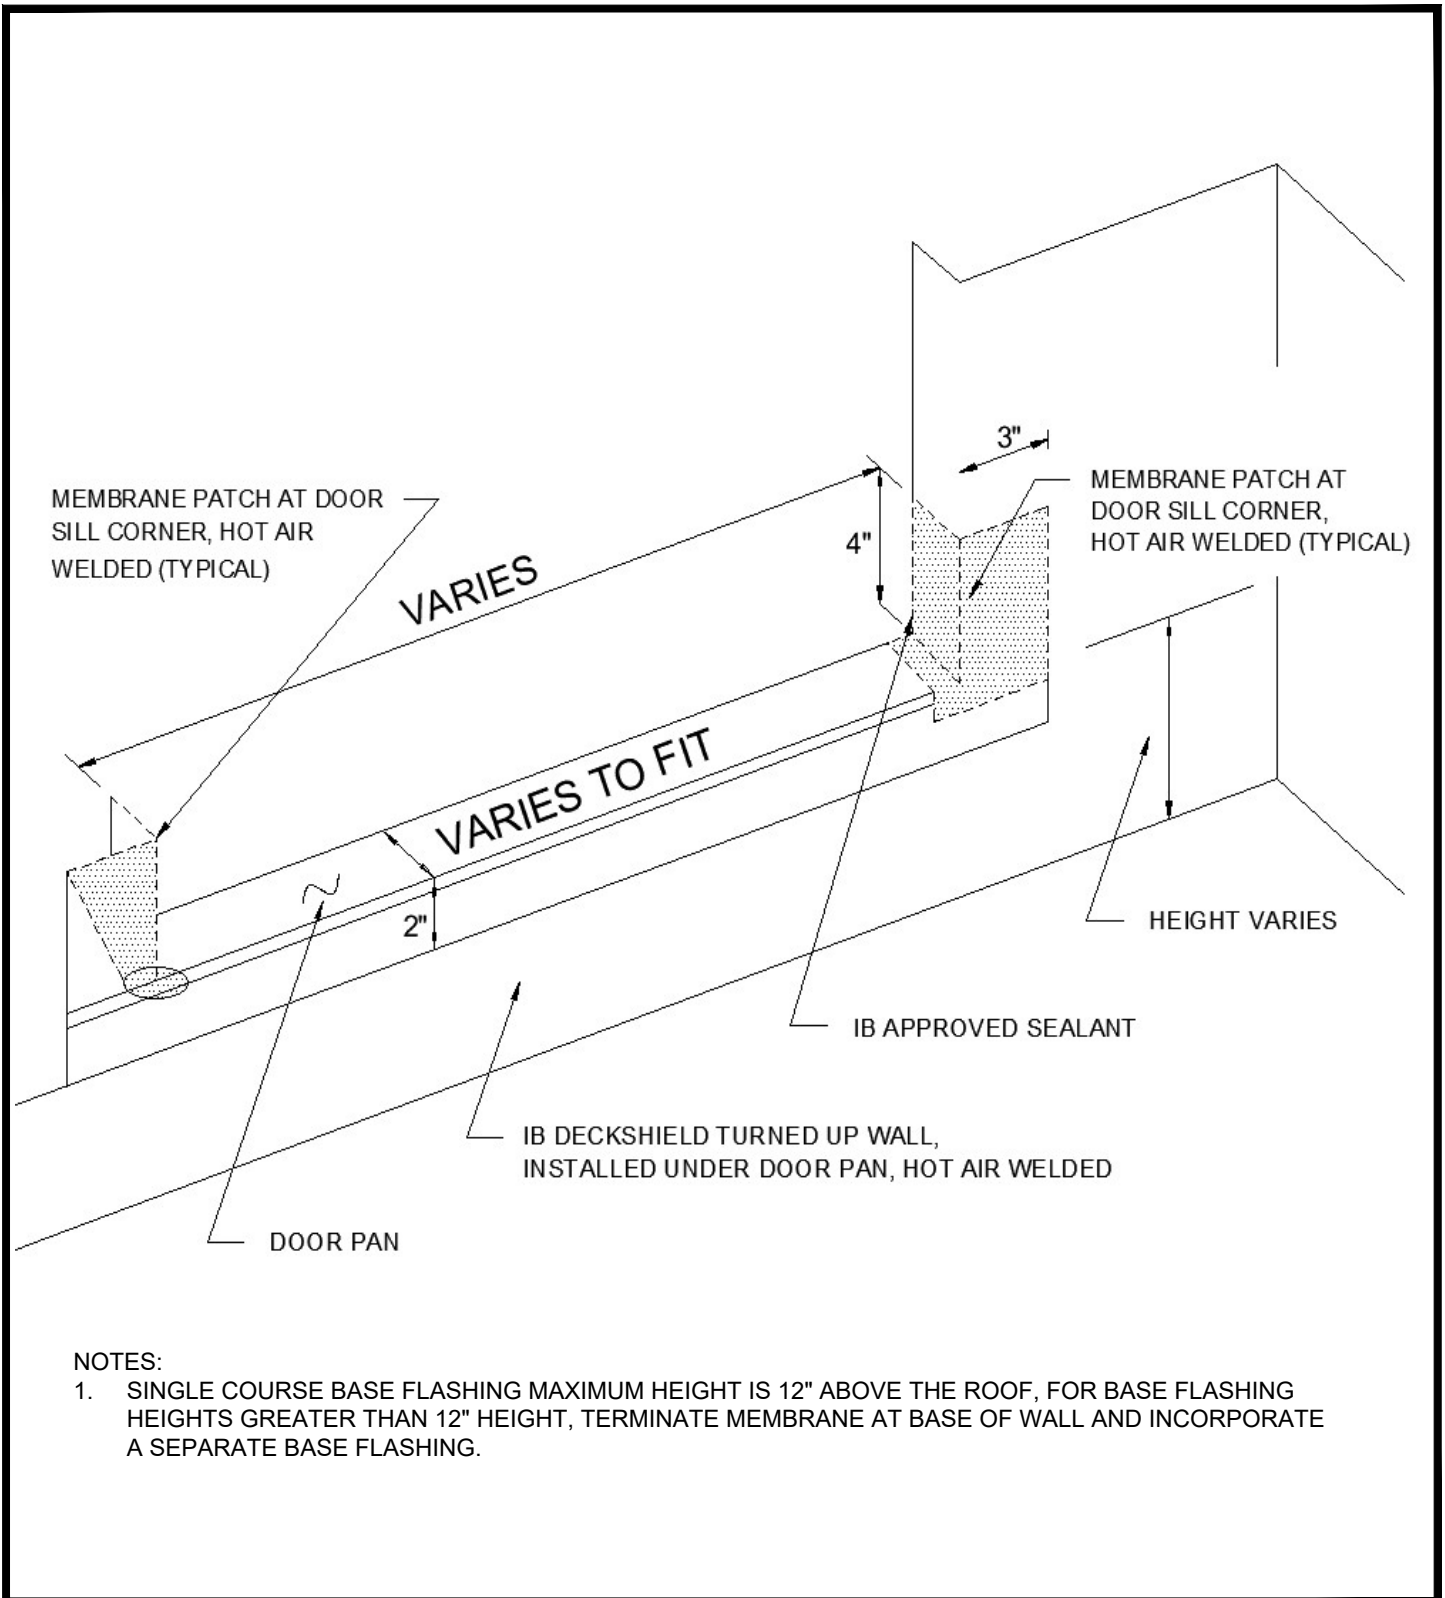 3"
MEMBRANE PATCH AT DOOR
SILL CORNER, HOT AIR
WELDED (TYPICAL)
MEMBRANE PATCH AT
DOOR SILL CORNER,
HOT AIR WELDED (TYPICAL)
4"
VARIES
VARIES TO FIT
2"
HEIGHT VARIES
IB APPROVED SEALANT
IB DECKSHIELD TURNED UP WALL,
INSTALLED UNDER DOOR PAN, HOT AIR WELDED
DOOR PAN
NOTES:
1. SINGLE COURSE BASE FLASHING MAXIMUM HEIGHT IS 12" ABOVE THE ROOF, FOR BASE FLASHING
HEIGHTS GREATER THAN 12" HEIGHT, TERMINATE MEMBRANE AT BASE OF WALL AND INCORPORATE
A SEPARATE BASE FLASHING.